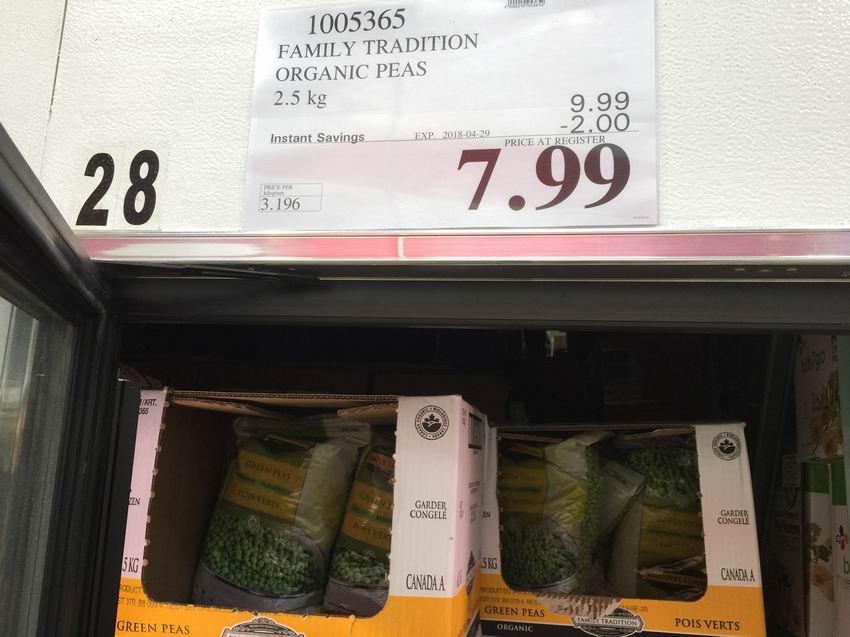 1005365
FAMILY TRADITION
ORGANIC PEAS
2.5 kg
9.99
-2.00
Instant Savings
EXP. 2018-04-29
PRICE AT REGISTER
7.99
PRICE PER
kilogram
3.196
28
GREEN PEAS
POIS VERTS
GARDER
CONGELÉ
CANADA A
GREEN PEAS
GARDER
CONGELÉ
CANADA A
GREEN PEAS
ORGANIC
FAMILY TRADITION
POIS VERTS
bibigo